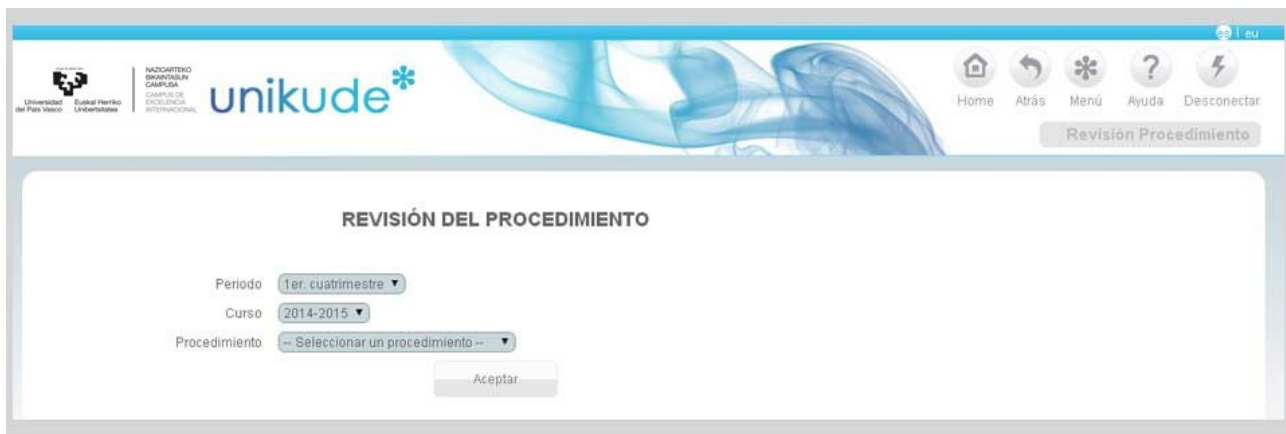 es | eu
Universidad del País Vasco
Euskal Herriko Unibertsitatea
NAZIOARTEKO
BIKAINTASUN
CAMPUSA
CAMPUS DE
EXCELENCIA
INTERNACIONAL
unikude*
Home Atrás Menú Ayuda Desconectar
Revisión Procedimiento
REVISIÓN DEL PROCEDIMIENTO
Periodo 1er. cuatrimestre
Curso 2014-2015
Procedimiento -- Seleccionar un procedimiento --
Aceptar